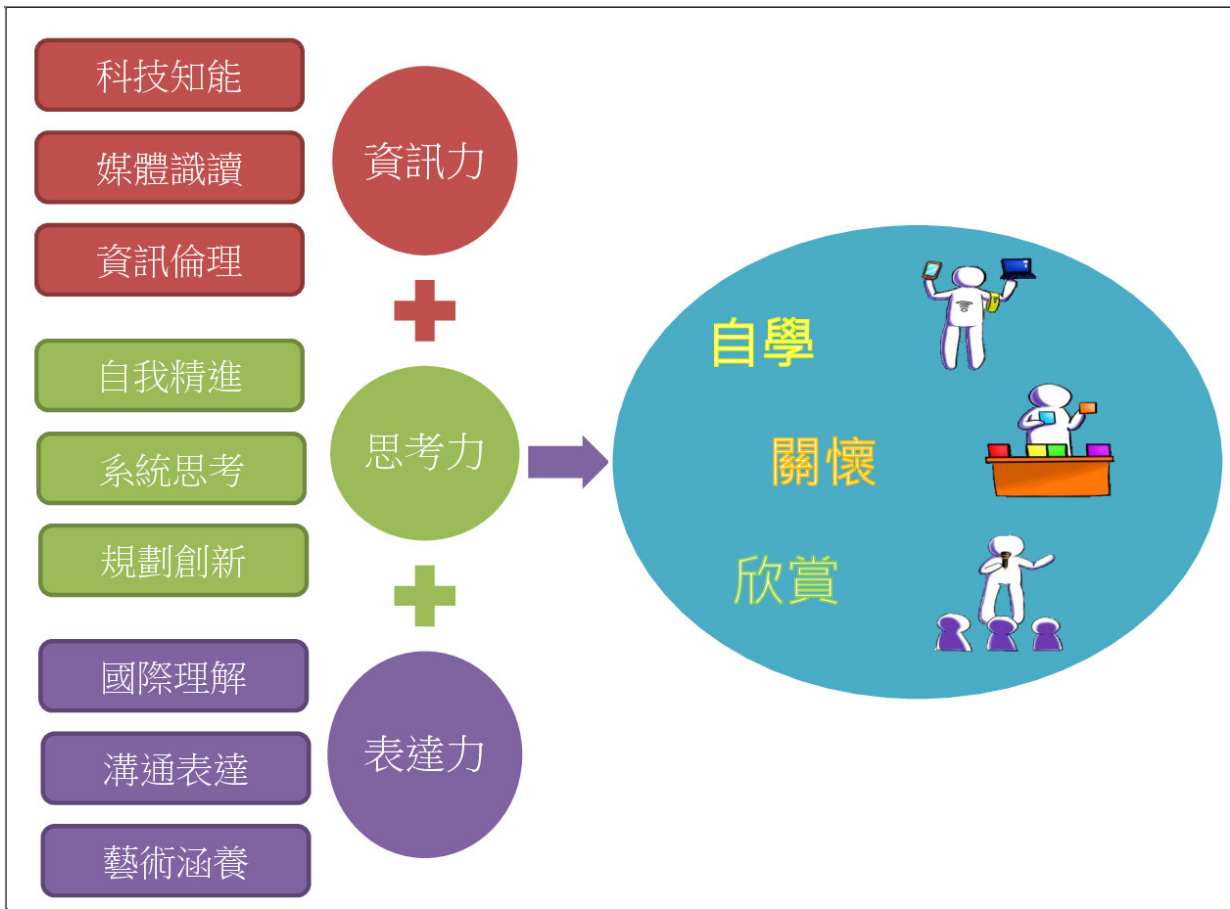 科技知能
媒體識讀
資訊倫理
資訊力
自我精進
系統思考
規劃創新
思考力
國際理解
溝通表達
藝術涵養
表達力
自學
關懷
欣賞